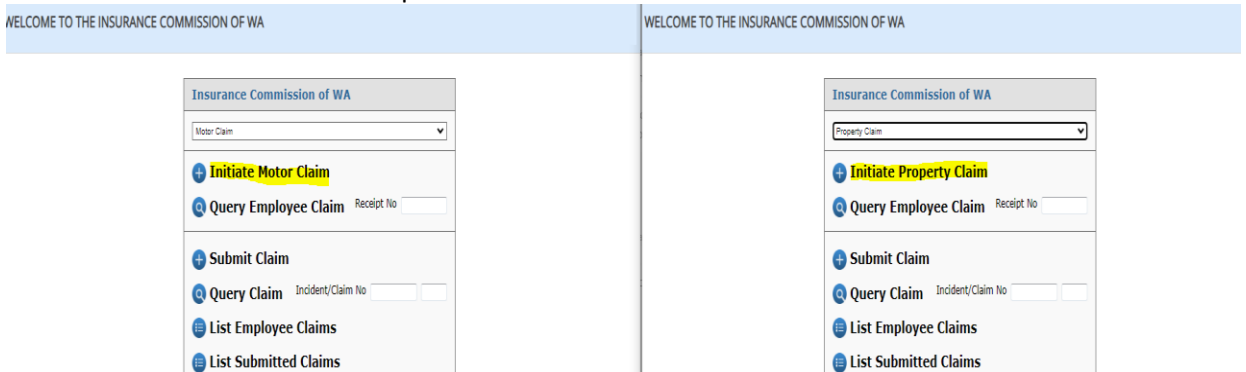 WELCOME TO THE INSURANCE COMMISSION OF WA
Insurance Commission of WA
Motor Claim
Initiate Motor Claim
Query Employee Claim Receipt No
Submit Claim
Query Claim Incident/Claim No
List Employee Claims
List Submitted Claims
WELCOME TO THE INSURANCE COMMISSION OF WA
Insurance Commission of WA
Property Claim
Initiate Property Claim
Query Employee Claim Receipt No
Submit Claim
Query Claim Incident/Claim No
List Employee Claims
List Submitted Claims